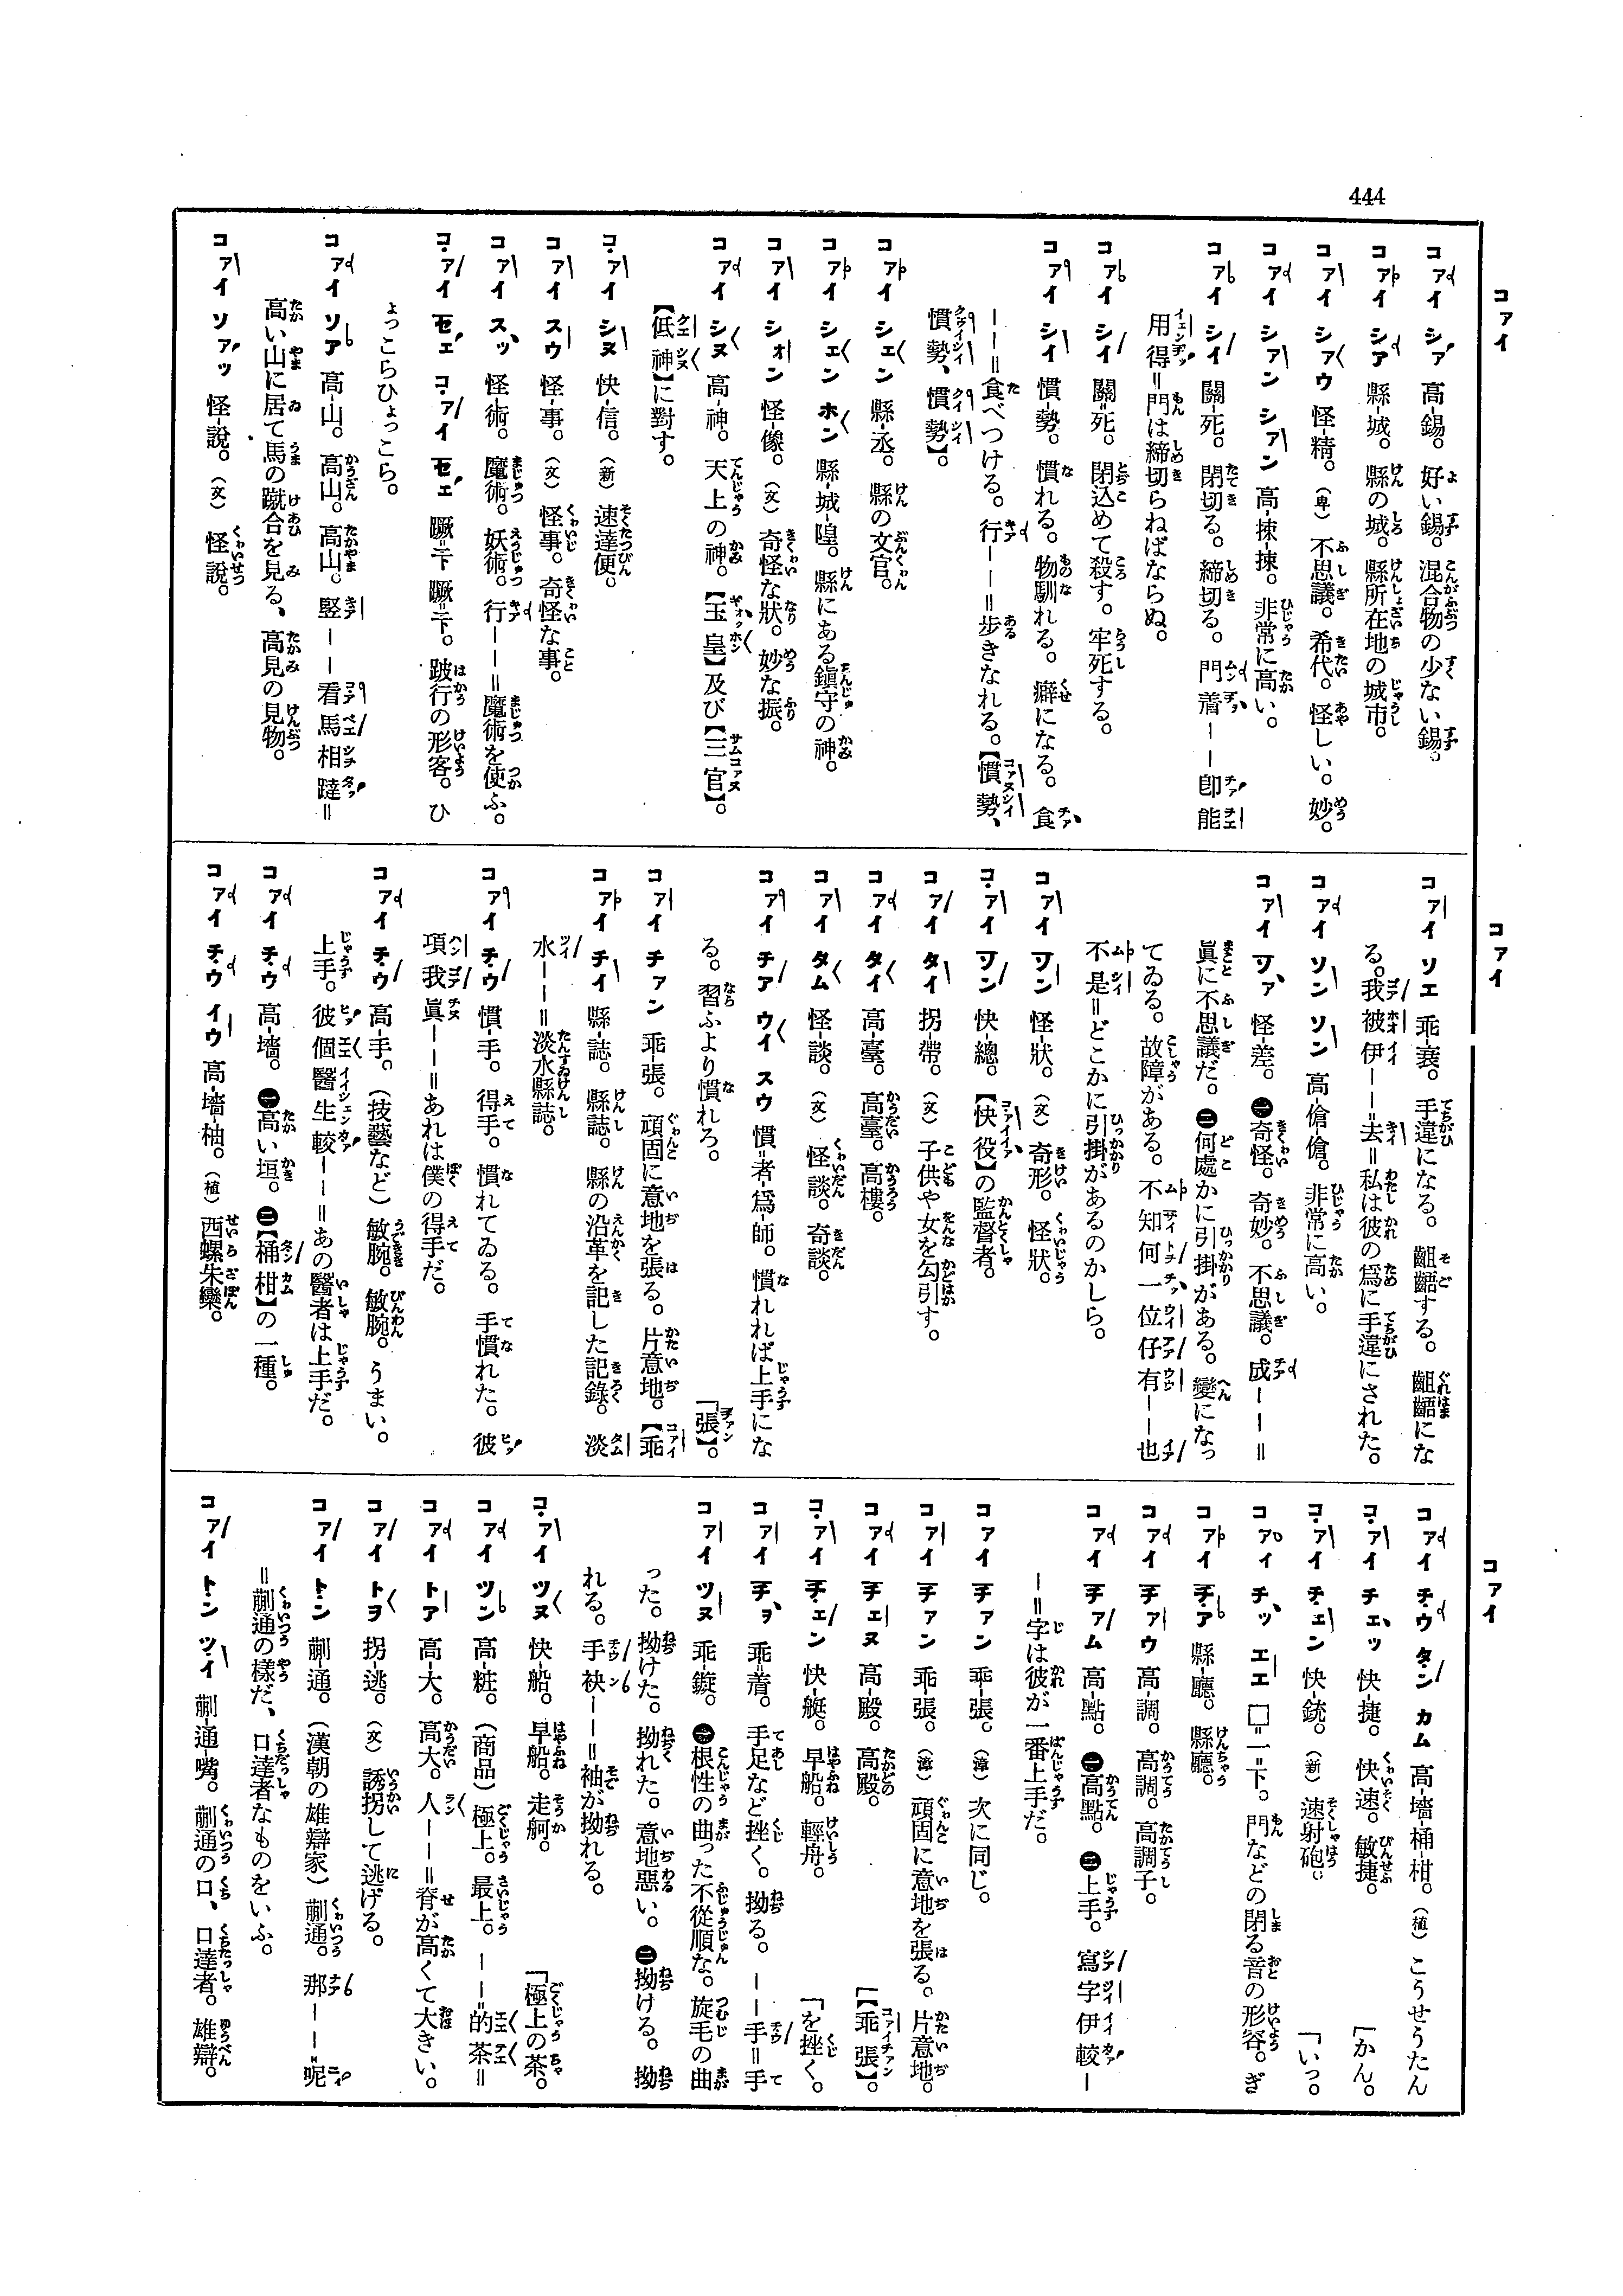 444
コァイ
コァイ シァ 高-錫。好い錫。混合物の少ない錫。
コァイ シア 縣-城。縣の城。縣所在地の城市。
コァイ シァウ 怪-精。（卑）不思議。希代。怪しい。妙。
コァイ シァン シァン 高-揀-揀。非常に高い。
コァイ シイ 關-死。閉切る。締切る。門
用得＝門は締切らねばならぬ。
コァイ シイ 關=死。閉込めて殺す。牢死する。
コァイ シイ 慣-勢。慣れる。物馴れる。癖になる。食
――＝食べつける。行――＝歩きなれる。【慣勢、
慣勢、慣勢】。
コァイ シェン 縣-丞。縣の文官。
コァイ シェン ホン 縣-城-隍。縣にある鎭守の神。
コァイ シォン 怪-像。（文）奇怪な狀。妙な振。
コァイ シヌ 高-神。天上の神。【玉皇】及び【三官】。
【低神】に對す。
コァイ シヌ 快-信。（新）速達便。
コァイ スウ 怪-事。（文）怪事。奇怪な事。
コァイ スッ 怪-術。魔術。妖術。行――＝魔術を使ふ。
コァイ セェ コァイ セェ 蹶=下 蹶=下。跛行の形客。ひ
ょっこらひょっこら。
コァイ ソア 高-山。高山。高山。竪――看馬相躂＝
高い山に居て馬の蹴合を見る、高見の見物。
コァイ ソァッ 怪-說。（文）怪說。
コァイ
コァイ ソエ 乖-衰。手違になる。齟齬する。齟齬にな
る。我被伊――去＝私は彼の爲に手違にされた。
コァイ ソン ソン 高-傖-傖。非常に高い。
コァイ ツァ 怪-差。㊀奇怪。奇妙。不思議。成――＝
眞に不思議だ。㊁何處かに引掛がある。變になっ
てゐる。故障がある。不知何一位仔有――也
不是＝どこかに引掛があるのかしら。
コァイ ツン 怪-狀。（文）奇形。怪狀。
コァイ ツン 快-總。【快役】の監督者。
コァイ タイ 拐-帶。（文）子供や女を勾引す。
コァイ タイ 高-臺。高臺。高樓。
コァイ タム 怪-談。（文）怪談。奇談。
コァイ チア ウイ スウ 慣=者-爲-師。慣れれば上手にな
る。習ふより慣れろ。「張】。
コァイ チァン 乖-張。頑固に意地を張る。片意地。【乖
コァイ チイ 縣-誌。縣誌。縣の沿革を記した記錄。淡
水――＝淡水縣誌。
コァイ チウ 慣-手。得手。慣れてゐる。手慣れた。彼
項我眞――＝あれは僕の得手だ。
コァイ チウ 高-手。（技藝など）敏腕。敏腕。うまい。
上手。彼個醫生較――＝あの醫者は上手だ。
コァイ チウ 高-墻。㊀高い垣。㊁【桶柑】の一種。
コァイ チウ イウ 高-墻-柚。（植）西螺朱欒。
コァイ
コァイ チウ タン カム 高-墻-桶-柑。（植）こうせうたん
コァイ チェッ 快-捷。快速。敏捷。「かん。
コァイ チェン 快-銃。（新）速射砲。「いっ。
コァイ チッ エエ □=一=下。門などの閉る音の形容。ぎ
コァイ チア 縣-廳。縣廳。
コァイ チァウ 高-調。高調。高調子。
コァイ チァム 高-點。㊀高點。㊁上手。寫字伊較―
―＝字は彼が一番上手だ。
コァイ チァン 乖-張。（漳）次に同じ。
コァイ チァン 乖-張。（漳）頑固に意地を張る。片意地。
コァイ チェヌ 高-殿。高殿。「【乖張】。
コァイ チェン 快-艇。早船。輕舟。「を挫く。
コァイ チョ 乖=着。手足など挫く。拗る。――手＝手
コァイ ツヌ 乖-鏇。㊀根性の曲った不從順な。旋毛の曲
った。拗けた。拗れた。意地惡い。㊁拗ける。拗
れる。手袂――＝袖が拗れる。
コァイ ツヌ 快-船。早船。走舸。「極上の茶。
コァイ ツン 高-粧。（商品）極上。最上。――的茶＝
コァイ トア 高-大。高大。人――＝脊が高くて大きい。
コァイ トヲ 拐-逃。（文）誘拐して逃げる。
コァイ トン 蒯-通。（漢朝の雄辯家）蒯通。那――呢
＝蒯通の樣だ、口達者なものをいふ。
コァイ トン ツイ 蒯-通-嘴。蒯通の口、口達者。雄辯。